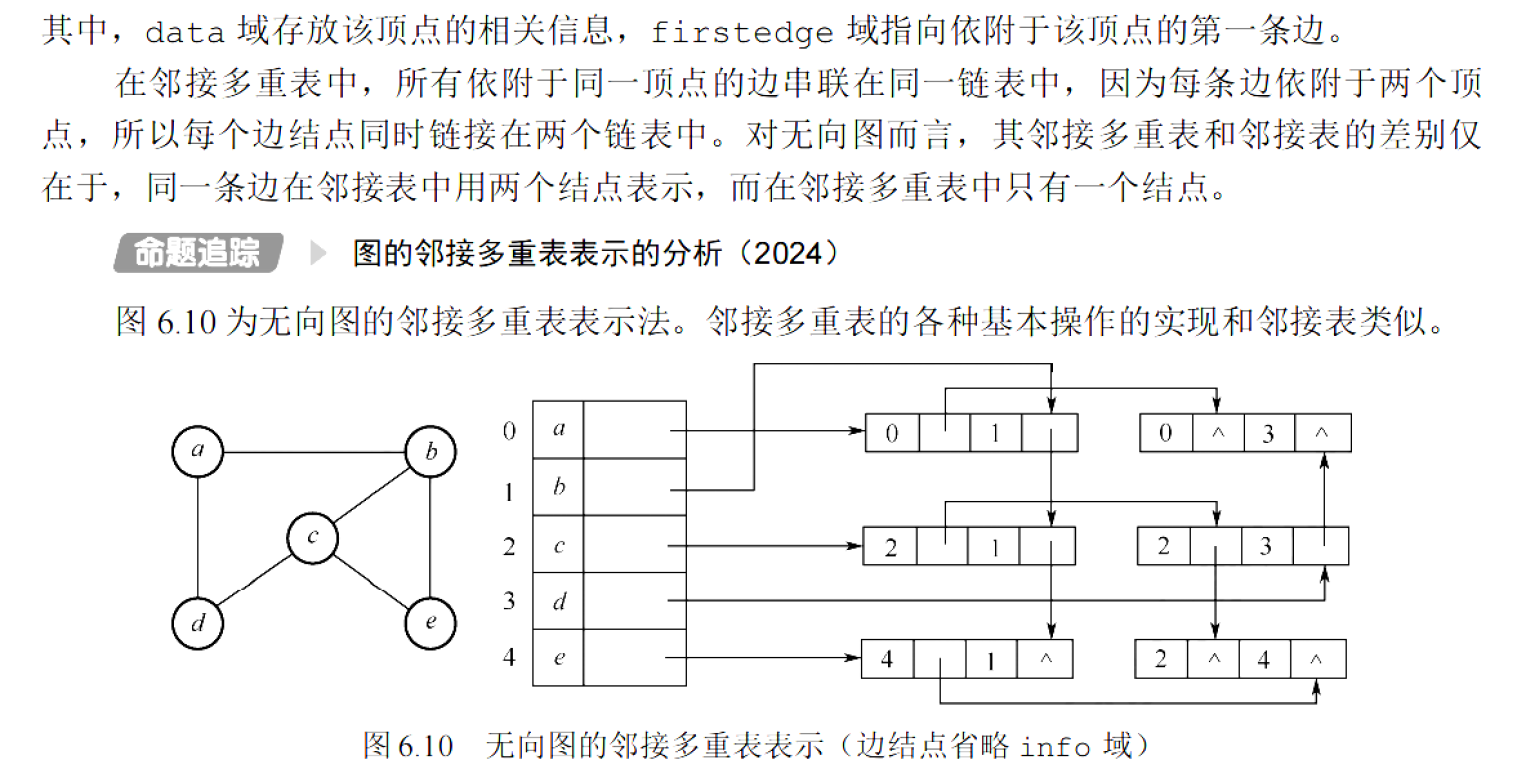 其中，data 域存放该顶点的相关信息，firstedge 域指向依附于该顶点的第一条边。
在邻接多重表中，所有依附于同一顶点的边串联在同一链表中，因为每条边依附于两个顶
点，所以每个边结点同时链接在两个链表中。对无向图而言，其邻接多重表和邻接表的差别仅
在于，同一条边在邻接表中用两个结点表示，而在邻接多重表中只有一个结点。
命题追踪 图的邻接多重表表示的分析（2024）
图 6.10 为无向图的邻接多重表表示法。邻接多重表的各种基本操作的实现和邻接表类似。
a
b
c
d
e
0 a
1 b
2 c
3 d
4 e
0 1
0 ^ 3 ^
2 1
2 3
4 1 ^
2 ^ 4 ^
图 6.10 无向图的邻接多重表表示（边结点省略 info 域）